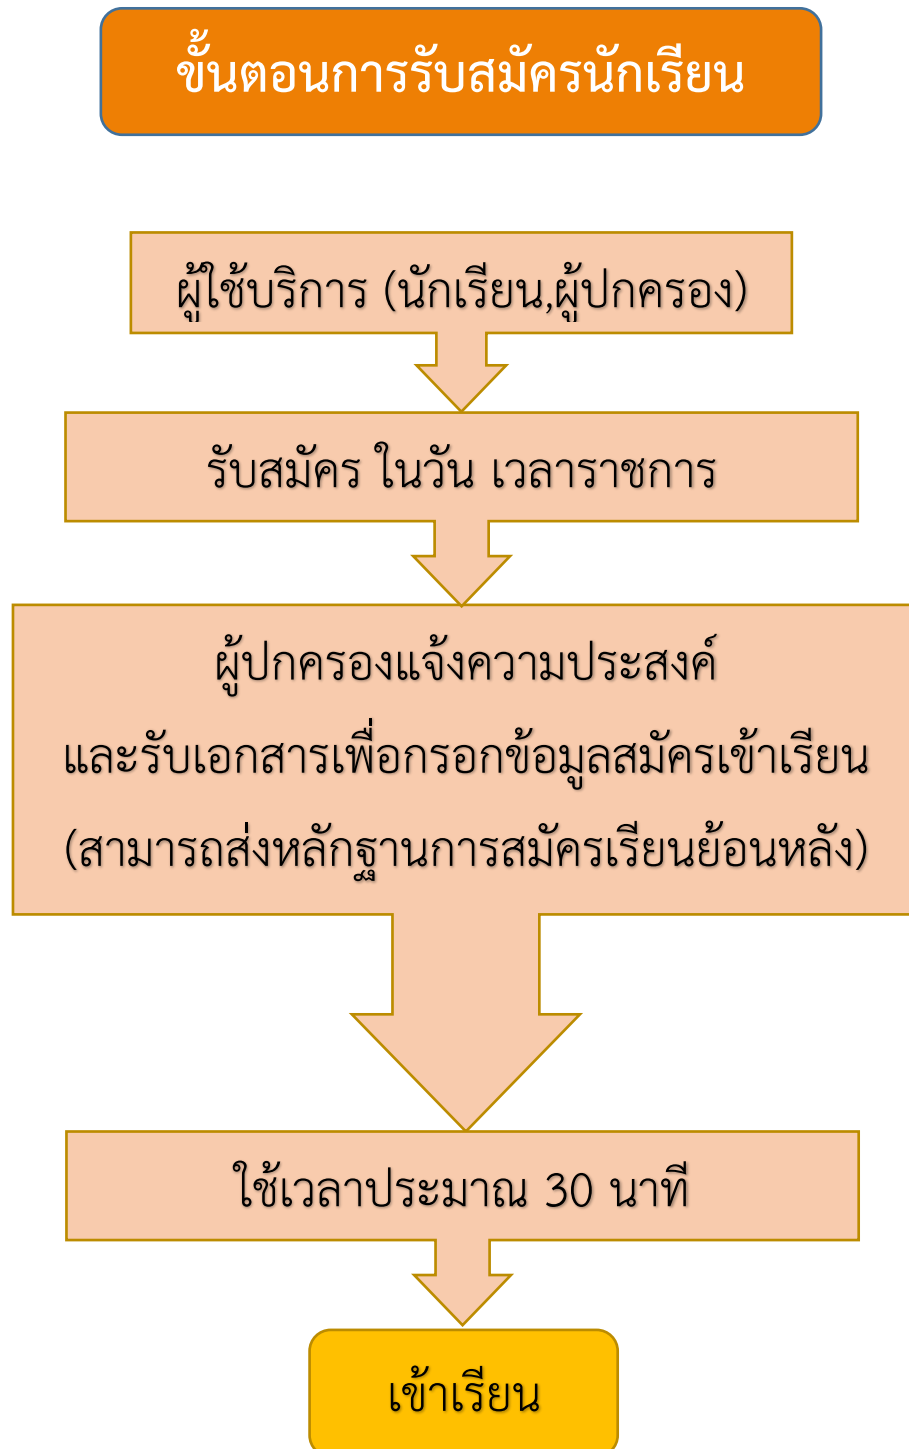 ขั้นตอนการรับสมัครนักเรียน
ผู้ใช้บริการ (นักเรียน,ผู้ปกครอง)
รับสมัคร ในวัน เวลาราชการ
ผู้ปกครองแจ้งความประสงค์
และรับเอกสารเพื่อกรอกข้อมูลสมัครเข้าเรียน
(สามารถส่งหลักฐานการสมัครเรียนย้อนหลัง)
ใช้เวลาประมาณ 30 นาที
เข้าเรียน